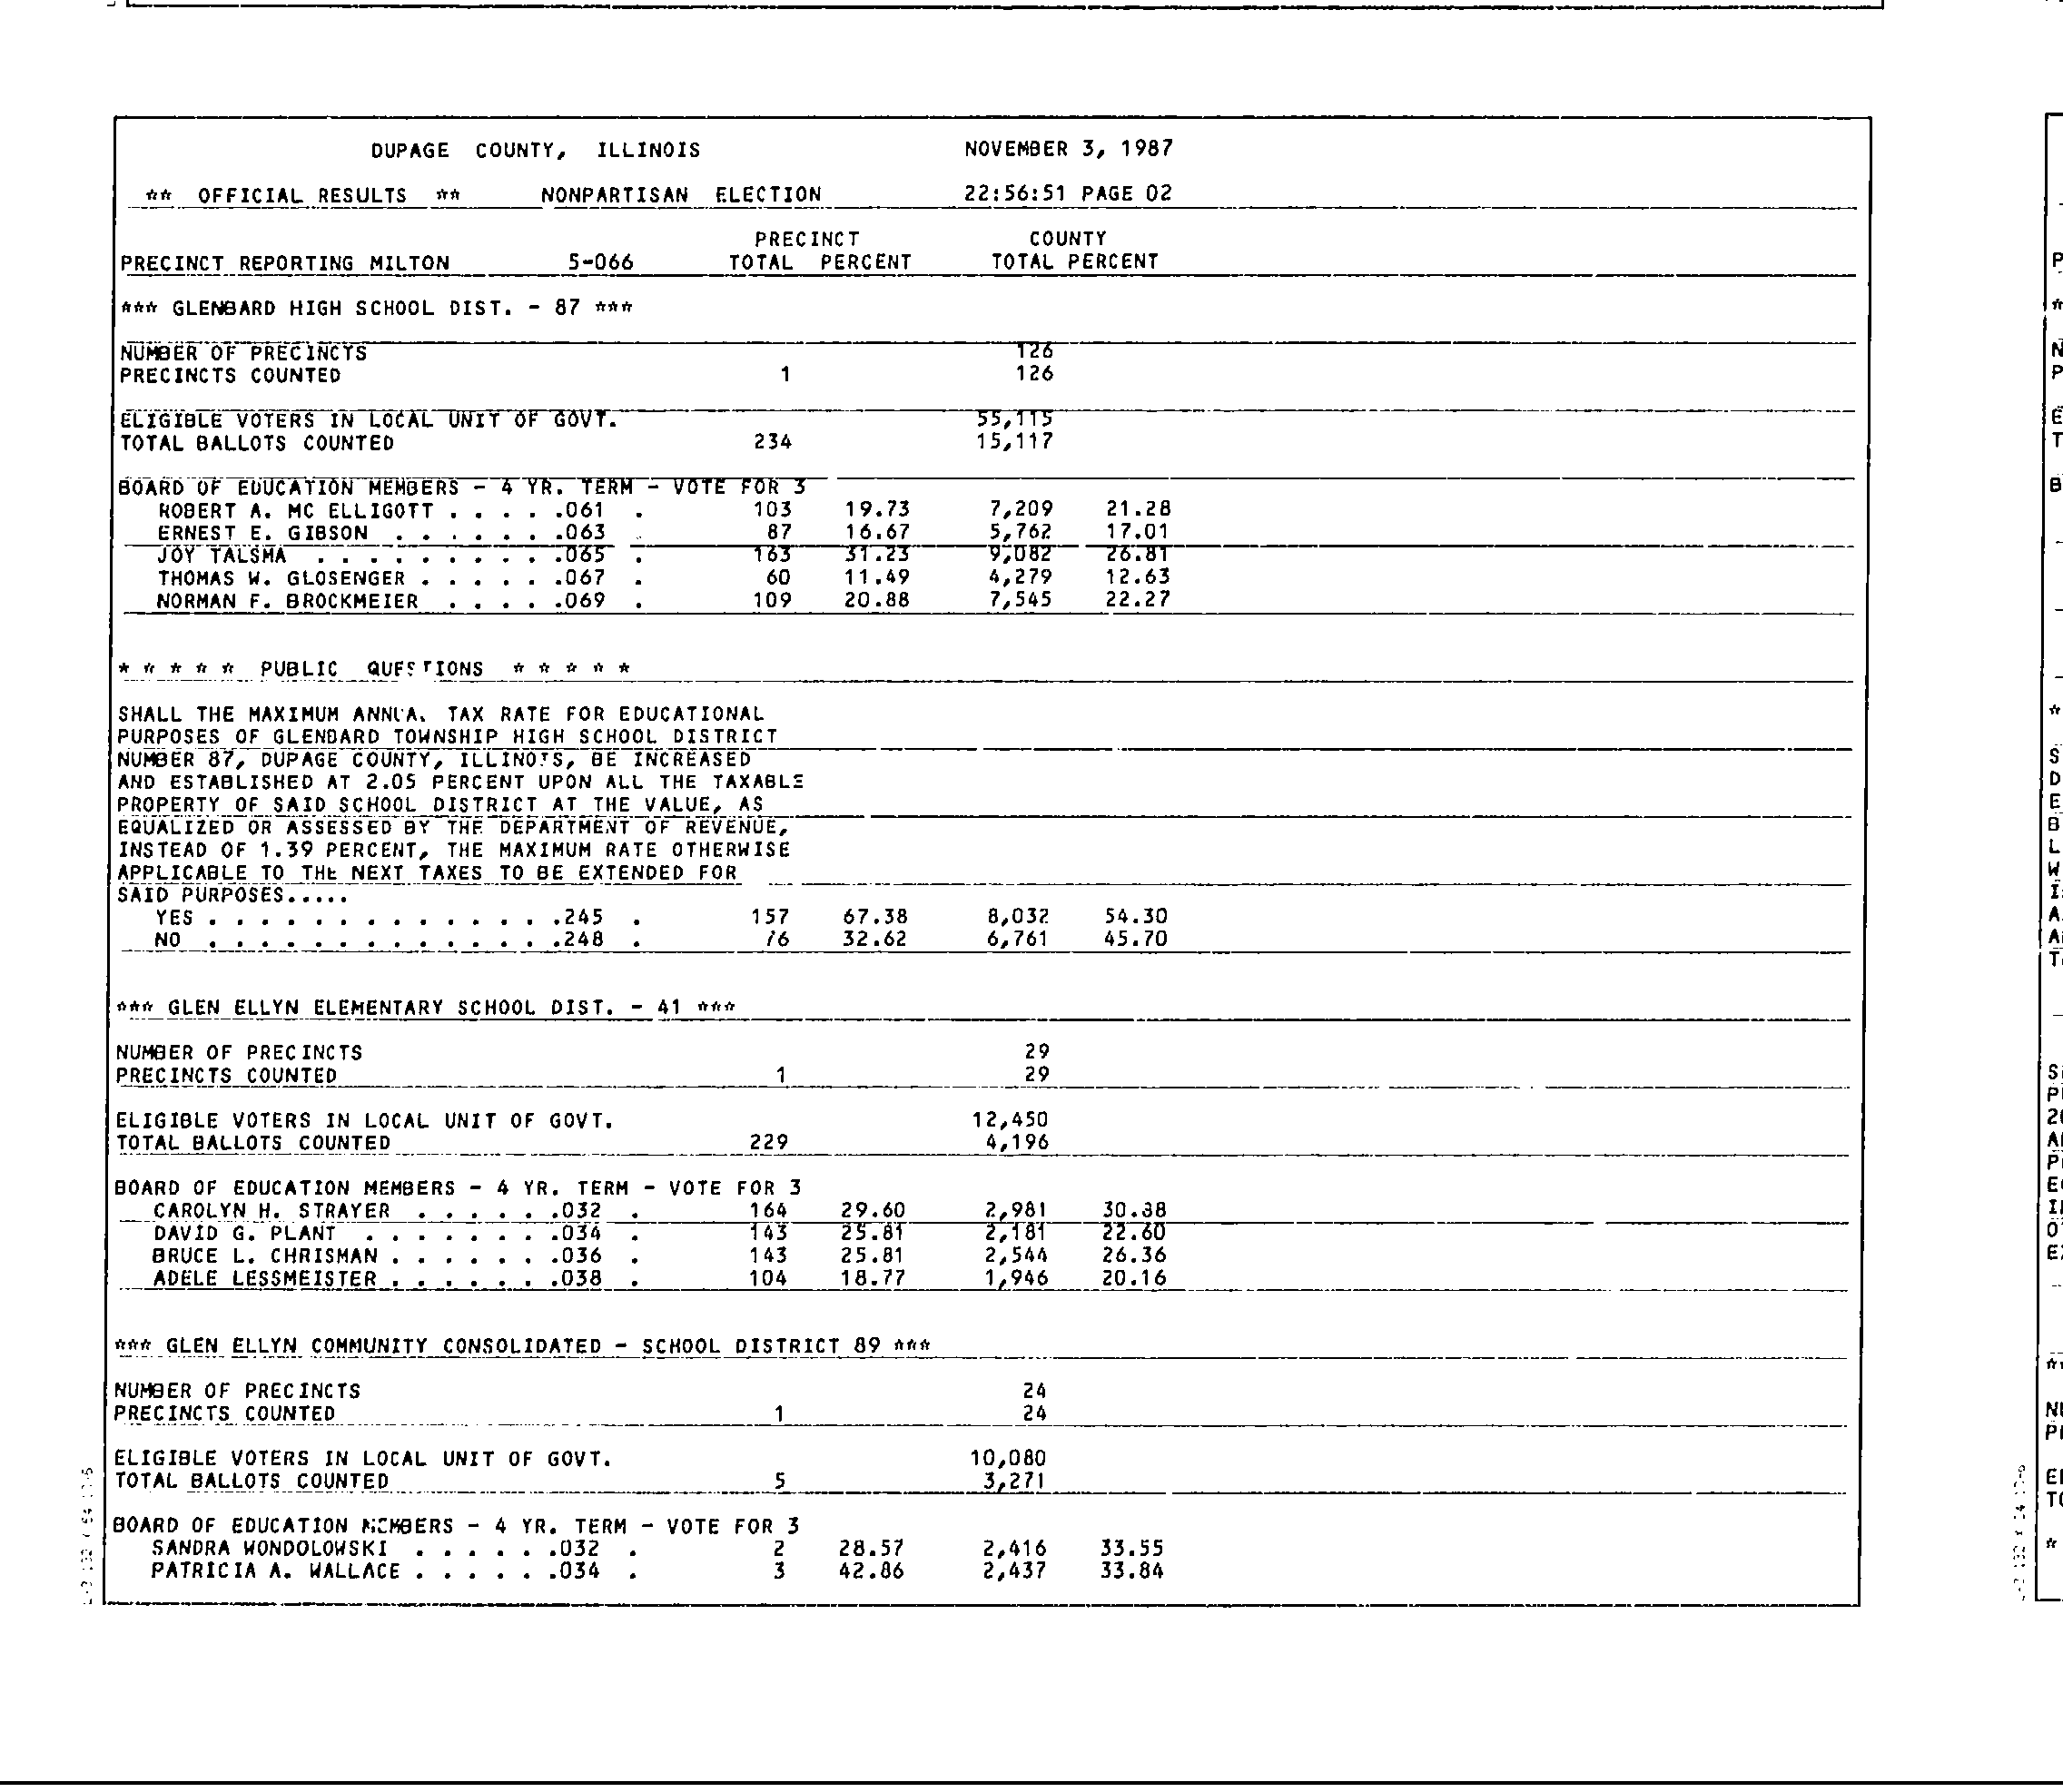 DUPAGE COUNTY, ILLINOIS NOVEMBER 3, 1987
** OFFICIAL RESULTS ** NONPARTISAN ELECTION 22:56:51 PAGE 02
PRECINCT COUNTY
PRECINCT REPORTING MILTON 5-066 TOTAL PERCENT TOTAL PERCENT
*** GLENBARD HIGH SCHOOL DIST. - 87 ***
NUMBER OF PRECINCTS 126
PRECINCTS COUNTED 1 126
ELIGIBLE VOTERS IN LOCAL UNIT OF GOVT. 55,115
TOTAL BALLOTS COUNTED 234 15,117
BOARD OF EDUCATION MEMBERS - 4 YR. TERM - VOTE FOR 3
ROBERT A. MC ELLIGOTT . . . . .061 . 103 19.73 7,209 21.28
ERNEST E. GIBSON . . . . . . .063 . 87 16.67 5,762 17.01
JOY TALSMA . . . . . . . . . .065 . 163 31.23 9,082 26.81
THOMAS W. GLOSENGER . . . . . .067 . 60 11.49 4,279 12.63
NORMAN F. BROCKMEIER . . . . .069 . 109 20.88 7,545 22.27
* * * * * PUBLIC QUESTIONS * * * * *
SHALL THE MAXIMUM ANNUAL TAX RATE FOR EDUCATIONAL
PURPOSES OF GLENBARD TOWNSHIP HIGH SCHOOL DISTRICT
NUMBER 87, DUPAGE COUNTY, ILLINOIS, BE INCREASED
AND ESTABLISHED AT 2.05 PERCENT UPON ALL THE TAXABLE
PROPERTY OF SAID SCHOOL DISTRICT AT THE VALUE, AS
EQUALIZED OR ASSESSED BY THE DEPARTMENT OF REVENUE,
INSTEAD OF 1.39 PERCENT, THE MAXIMUM RATE OTHERWISE
APPLICABLE TO THE NEXT TAXES TO BE EXTENDED FOR
SAID PURPOSES.....
YES . . . . . . . . . . . . . .245 . 157 67.38 8,032 54.30
NO . . . . . . . . . . . . . .248 . 76 32.62 6,761 45.70
*** GLEN ELLYN ELEMENTARY SCHOOL DIST. - 41 ***
NUMBER OF PRECINCTS 29
PRECINCTS COUNTED 1 29
ELIGIBLE VOTERS IN LOCAL UNIT OF GOVT. 12,450
TOTAL BALLOTS COUNTED 229 4,196
BOARD OF EDUCATION MEMBERS - 4 YR. TERM - VOTE FOR 3
CAROLYN H. STRAYER . . . . . .032 . 164 29.60 2,981 30.88
DAVID G. PLANT . . . . . . . .034 . 143 25.81 2,181 22.60
BRUCE L. CHRISMAN . . . . . . .036 . 143 25.81 2,544 26.36
ADELE LESSMEISTER . . . . . . .038 . 104 18.77 1,946 20.16
*** GLEN ELLYN COMMUNITY CONSOLIDATED - SCHOOL DISTRICT 89 ***
NUMBER OF PRECINCTS 24
PRECINCTS COUNTED 1 24
ELIGIBLE VOTERS IN LOCAL UNIT OF GOVT. 10,080
TOTAL BALLOTS COUNTED 5 3,271
BOARD OF EDUCATION MEMBERS - 4 YR. TERM - VOTE FOR 3
SANDRA WONDOLOWSKI . . . . . .032 . 2 28.57 2,416 33.55
PATRICIA A. WALLACE . . . . . .034 . 3 42.86 2,437 33.84